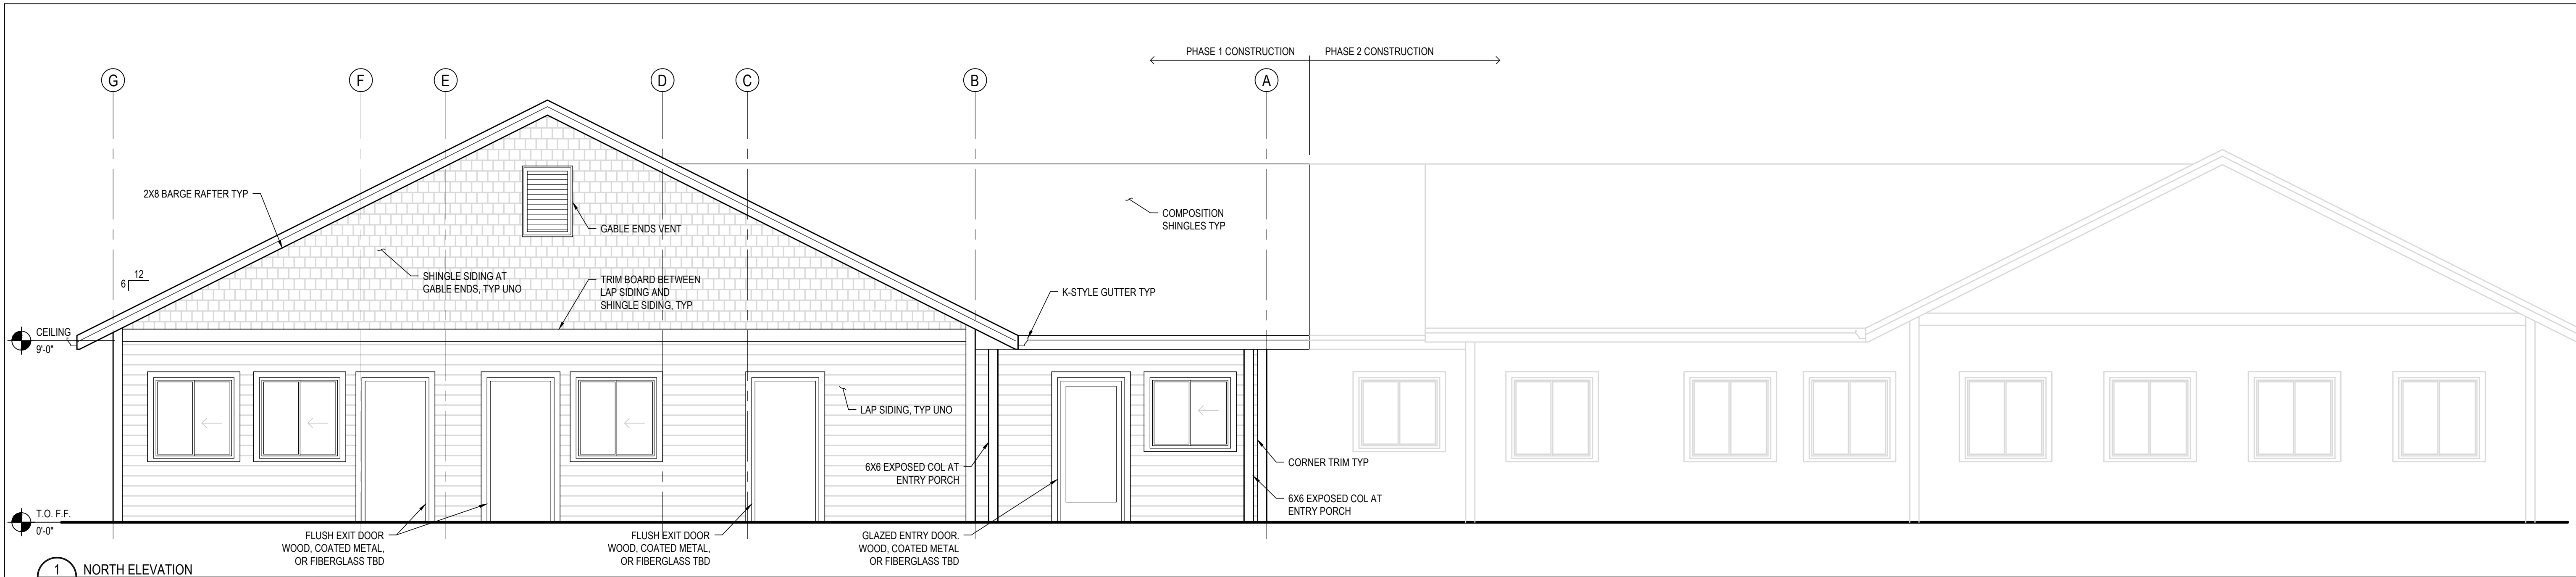 PHASE 1 CONSTRUCTION
PHASE 2 CONSTRUCTION
G
F
E
D
C
B
A
2X8 BARGE RAFTER TYP
GABLE ENDS VENT
COMPOSITION
SHINGLES TYP
12
6
SHINGLE SIDING AT
GABLE ENDS, TYP UNO
TRIM BOARD BETWEEN
LAP SIDING AND
SHINGLE SIDING, TYP
K-STYLE GUTTER TYP
CEILING
9'-0"
LAP SIDING, TYP UNO
6X6 EXPOSED COL AT
ENTRY PORCH
CORNER TRIM TYP
6X6 EXPOSED COL AT
ENTRY PORCH
T.O. F.F.
0'-0"
FLUSH EXIT DOOR
WOOD, COATED METAL,
OR FIBERGLASS TBD
FLUSH EXIT DOOR
WOOD, COATED METAL,
OR FIBERGLASS TBD
GLAZED ENTRY DOOR.
WOOD, COATED METAL
OR FIBERGLASS TBD
1
NORTH ELEVATION